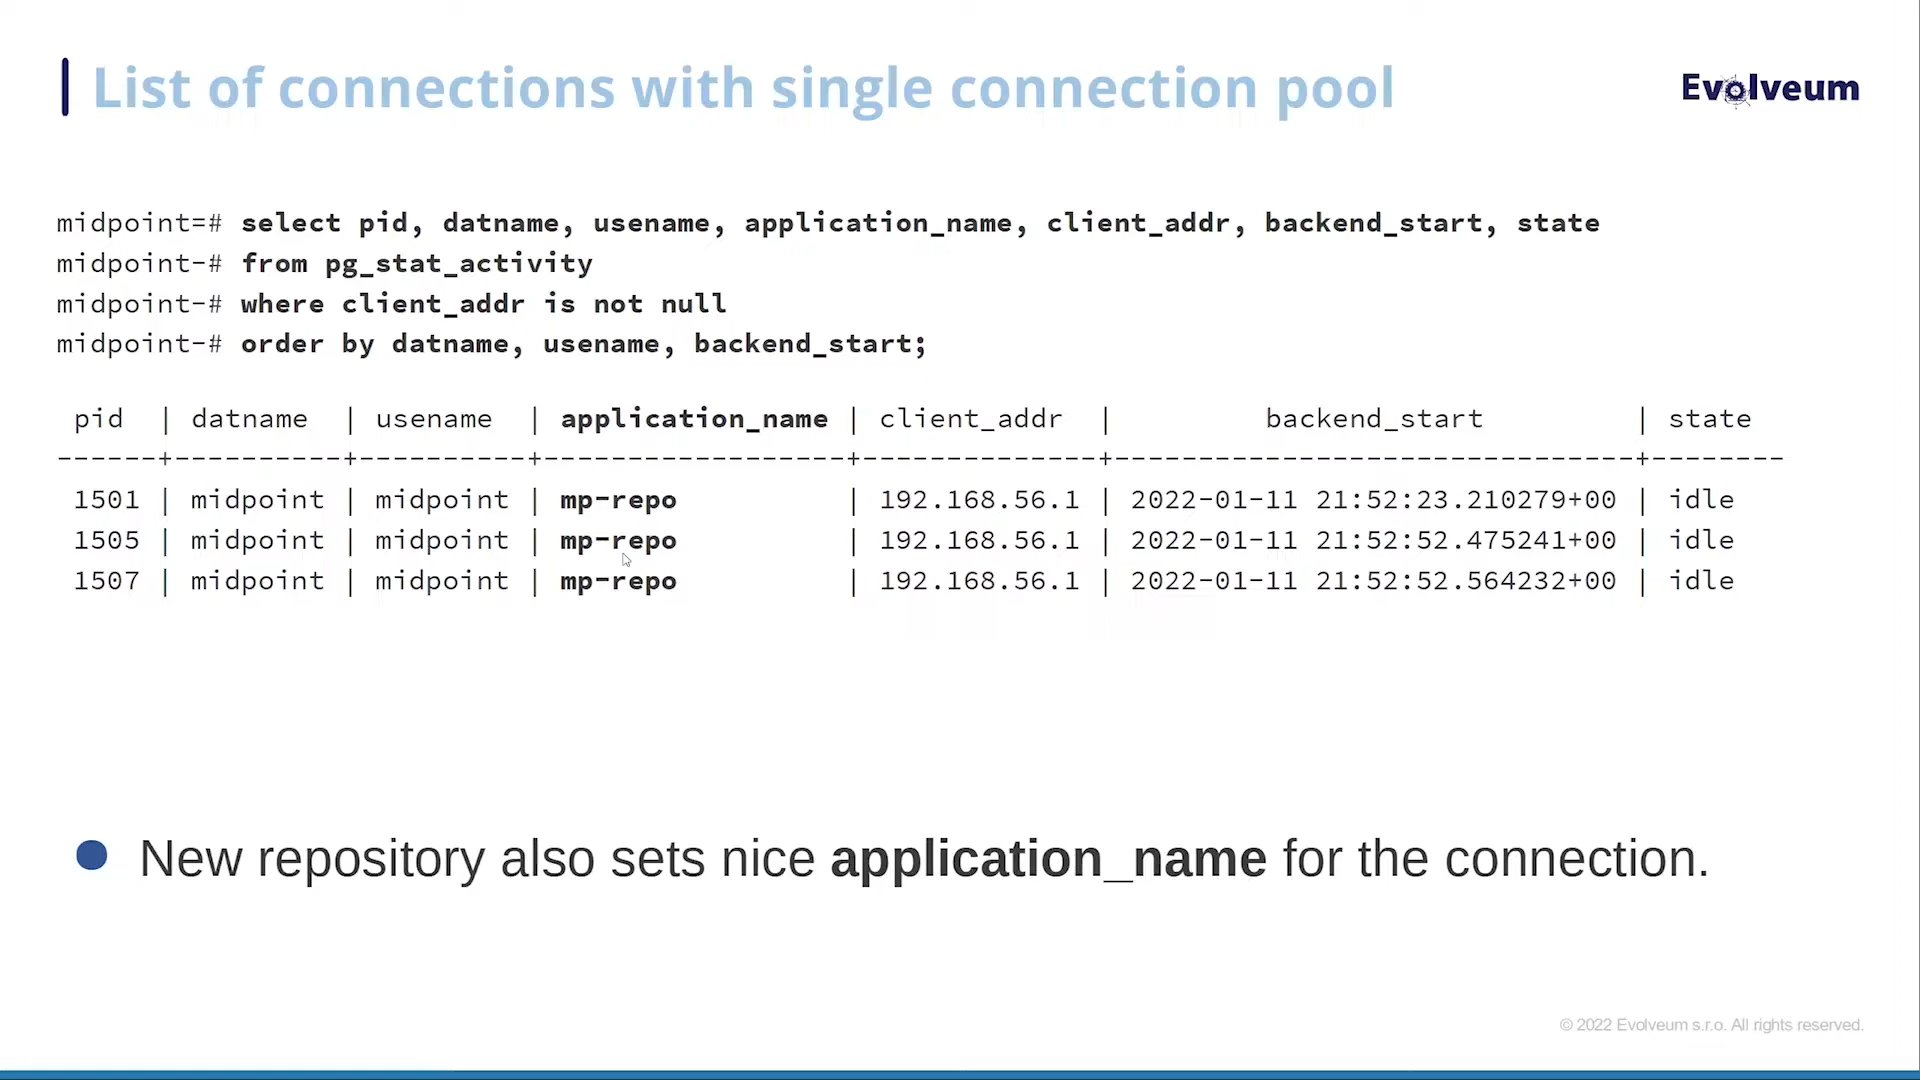 List of connections with single connection pool
Evolveum
midpoint=# select pid, datname, usename, application_name, client_addr, backend_start, state
midpoint-# from pg_stat_activity
midpoint-# where client_addr is not null
midpoint-# order by datname, usename, backend_start;
 pid  | datname  | usename  | application_name | client_addr  |         backend_start         | state
------+----------+----------+------------------+--------------+-------------------------------+--------
 1501 | midpoint | midpoint | mp-repo          | 192.168.56.1 | 2022-01-11 21:52:23.210279+00 | idle
 1505 | midpoint | midpoint | mp-repo          | 192.168.56.1 | 2022-01-11 21:52:52.475241+00 | idle
 1507 | midpoint | midpoint | mp-repo          | 192.168.56.1 | 2022-01-11 21:52:52.564232+00 | idle
● New repository also sets nice application_name for the connection.
© 2022 Evolveum s.r.o. All rights reserved.